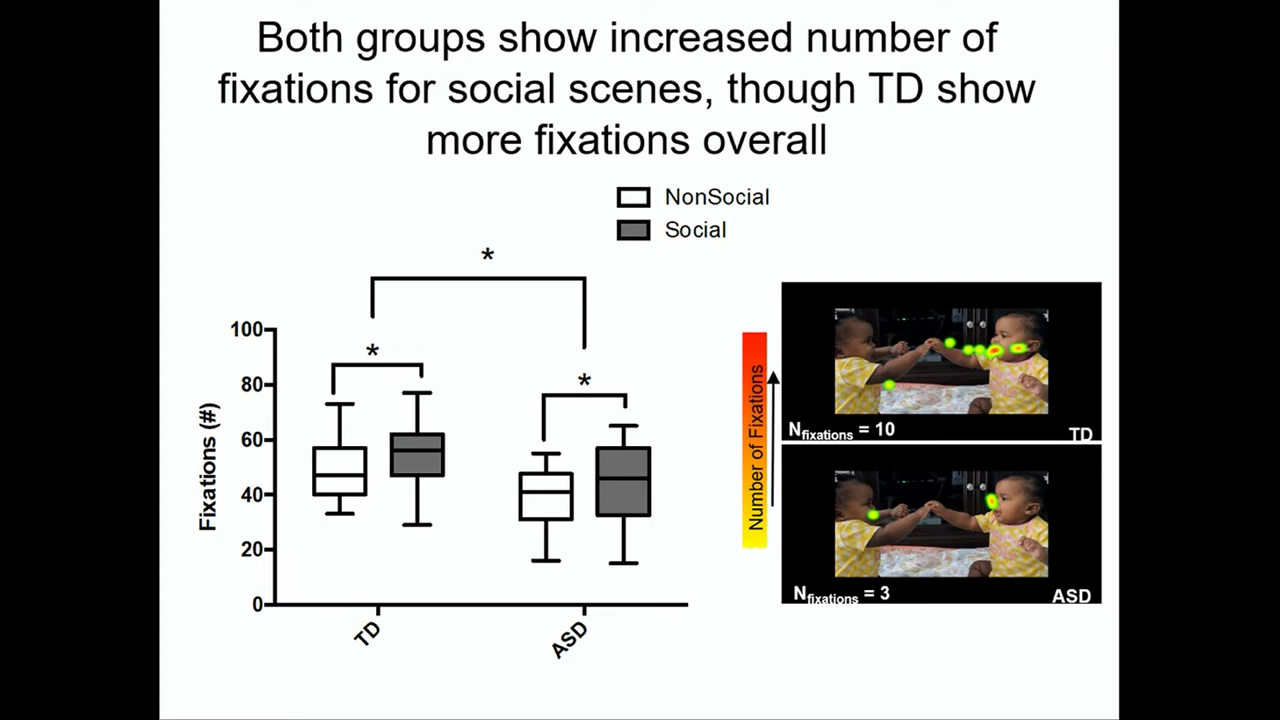 Both groups show increased number of
fixations for social scenes, though TD show
more fixations overall
NonSocial
Social
*
*
*
100
80
60
40
20
0
Fixations (#)
TD
ASD
Number of Fixations
Nfixations = 10
TD
Nfixations = 3
ASD